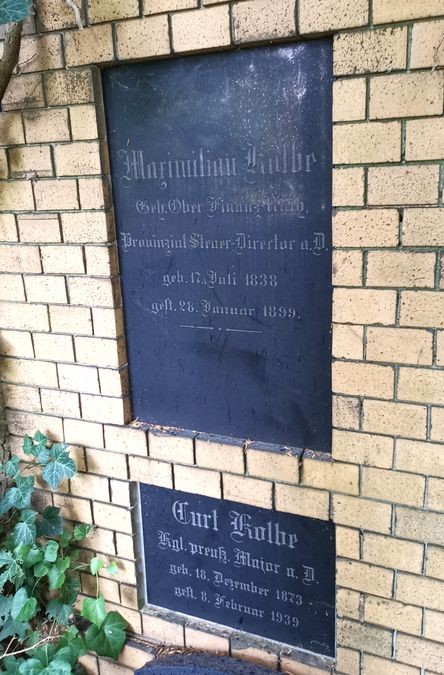 Maximilian Kolbe
Geh. Ober Finanz-Rath,
Provinzial Steuer-Director a. D.
geb. 17. Juli 1838
gest. 28. Januar 1899.
Curt Kolbe
Kgl. preuß. Major a. D.
geb. 18. Dezember 1873
gest. 8. Februar 1939